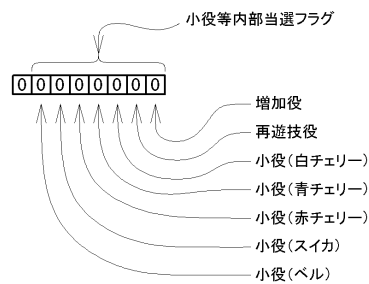 小役等内部当選フラグ
0 0 0 0 0 0 0 0
増加役
再遊技役
小役(白チェリー)
小役(青チェリー)
小役(赤チェリー)
小役(スイカ)
小役(ベル)